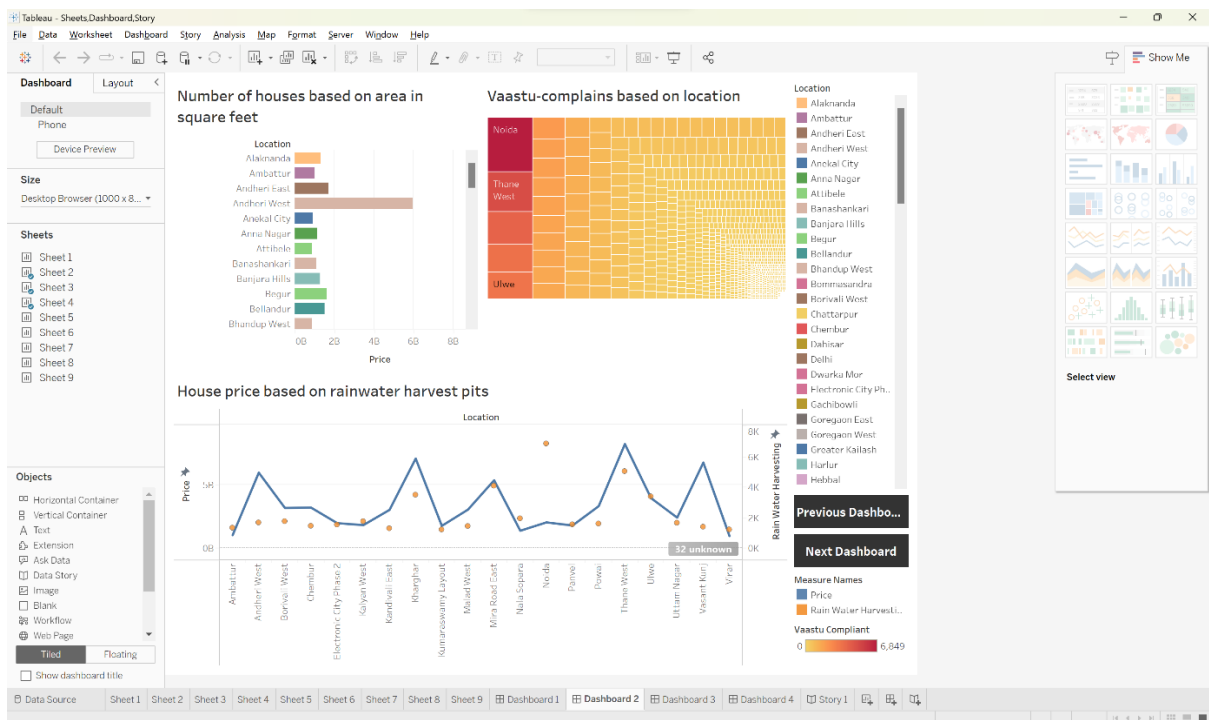 Tableau - Sheets,Dashboard,Story
File Data Worksheet Dashboard Story Analysis Map Format Server Window Help
Show Me
Dashboard Layout
Default
Phone
Device Preview
Size
Desktop Browser (1000 x 8...
Sheets
Sheet 1
Sheet 2
Sheet 3
Sheet 4
Sheet 5
Sheet 6
Sheet 7
Sheet 8
Sheet 9
Objects
Horizontal Container
Vertical Container
Text
Extension
Ask Data
Data Story
Image
Blank
Workflow
Web Page
Tiled Floating
Show dashboard title
Number of houses based on area in
square feet
Location
Alaknanda
Ambattur
Andheri East
Andheri West
Anekal City
Anna Nagar
Attibele
Banashankari
Banjara Hills
Begur
Bellandur
Bhandup West
0B 2B 4B 6B 8B
Price
Vaastu-complains based on location
Noida
Thane
West
Ulwe
House price based on rainwater harvest pits
Location
Price
5B
0B
8K
6K
4K
2K
0K
Rain Water Harvesting
32 unknown
Ambattur
Andheri West
Borivali West
Chembur
Electronic City Phase 2
Kalyan West
Kandivali East
Kharghar
Kumaraswamy Layout
Malad West
Mira Road East
Nala Sopara
Noida
Panvel
Powai
Thane West
Ulwe
Uttam Nagar
Vasant Kunj
Virar
Location
Alaknanda
Ambattur
Andheri East
Andheri West
Anekal City
Anna Nagar
Attibele
Banashankari
Banjara Hills
Begur
Bellandur
Bhandup West
Bommasandra
Borivali West
Chattarpur
Chembur
Dahisar
Delhi
Dwarka Mor
Electronic City Ph..
Gachibowli
Goregaon East
Goregaon West
Greater Kailash
Harlur
Hebbal
Previous Dashbo...
Next Dashboard
Measure Names
Price
Rain Water Harvesti..
Vaastu Compliant
0 6,849
Select view
Data Source Sheet 1 Sheet 2 Sheet 3 Sheet 4 Sheet 5 Sheet 6 Sheet 7 Sheet 8 Sheet 9 Dashboard 1 Dashboard 2 Dashboard 3 Dashboard 4 Story 1